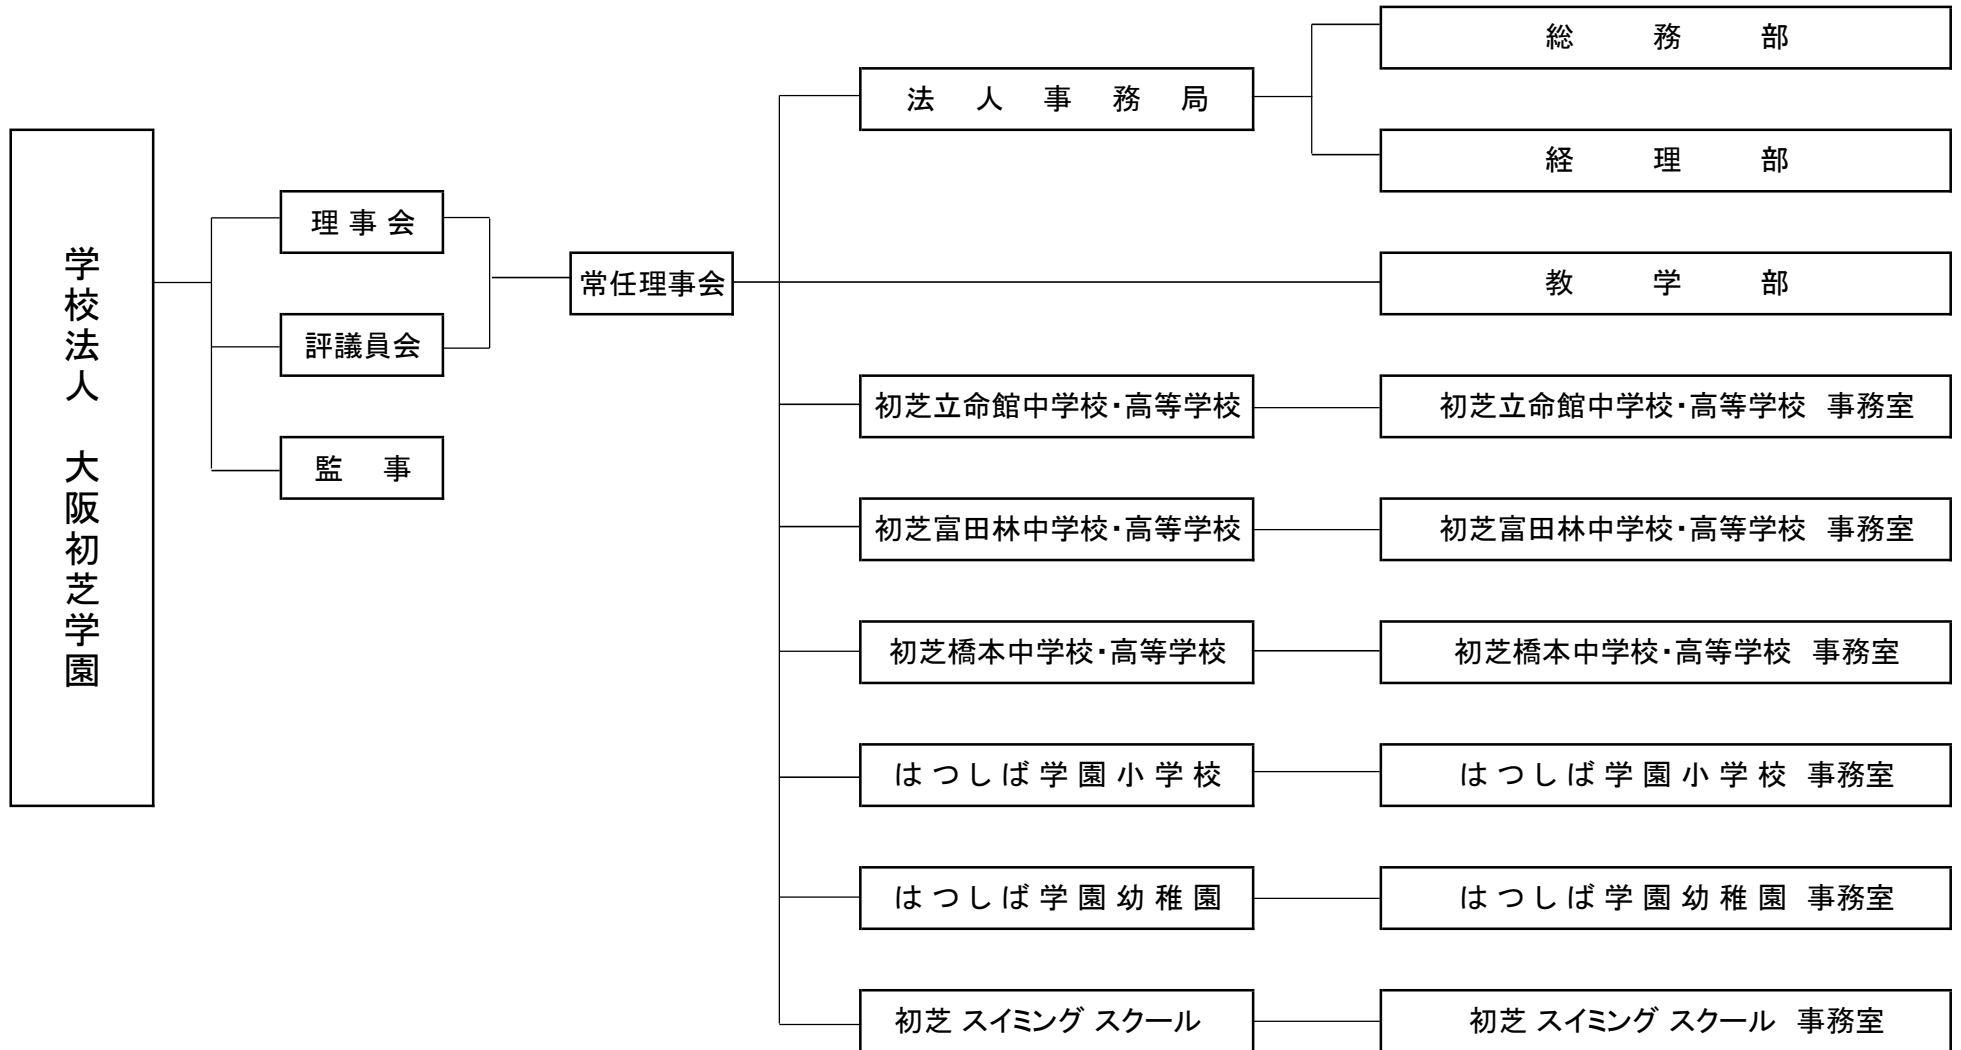 学校法人　大阪初芝学園
理 事 会
評議員会
監　事
常任理事会
法　人　事　務　局
総　務　部
経　理　部
教　学　部
初芝立命館中学校・高等学校
初芝立命館中学校・高等学校　事務室
初芝富田林中学校・高等学校
初芝富田林中学校・高等学校　事務室
初芝橋本中学校・高等学校
初芝橋本中学校・高等学校　事務室
は つ し ば 学 園 小 学 校
は つ し ば 学 園 小 学 校　事務室
は つ し ば 学 園 幼 稚 園
は つ し ば 学 園 幼 稚 園　事務室
初芝 スイミング スクール
初芝 スイミング スクール　事務室